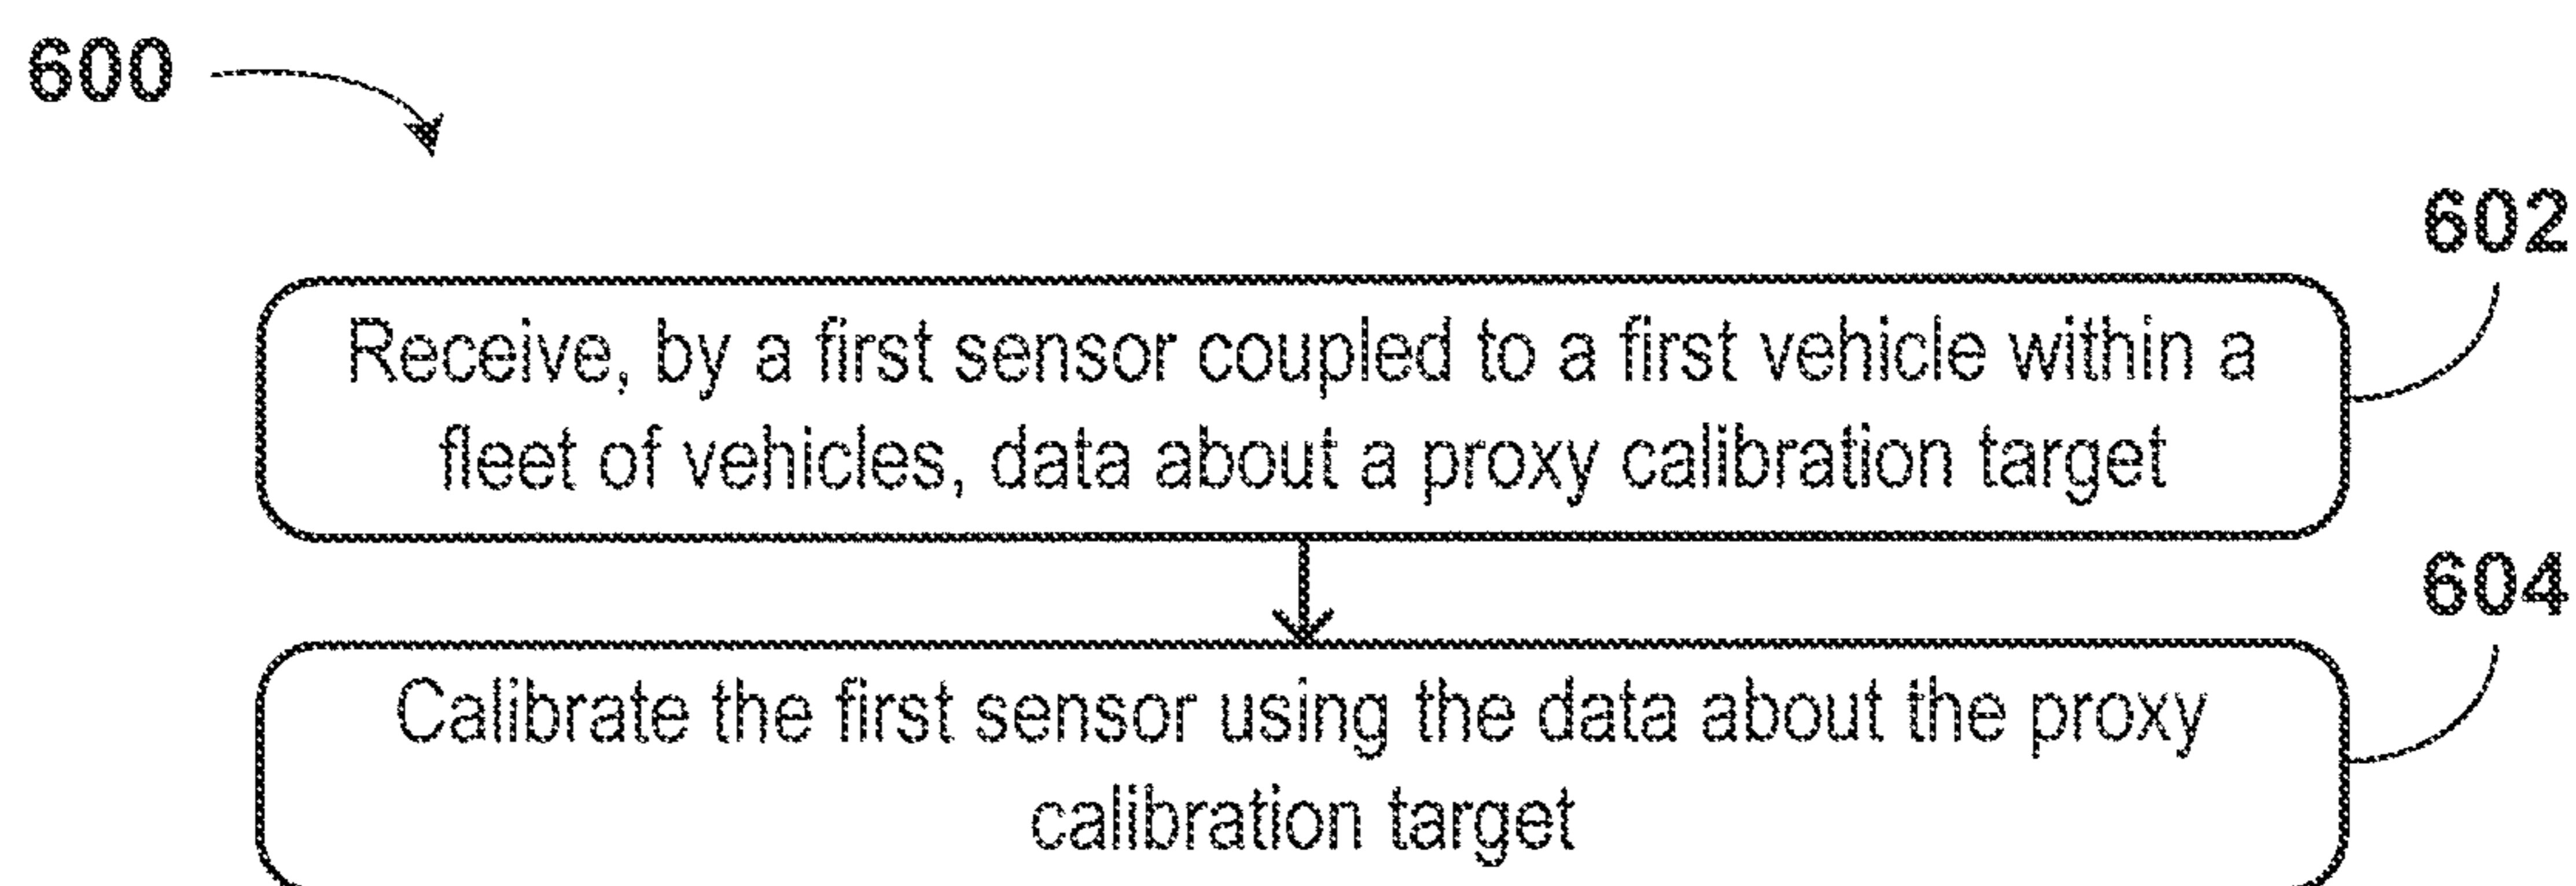 600
602
Receive, by a first sensor coupled to a first vehicle within a
fleet of vehicles, data about a proxy calibration target
604
Calibrate the first sensor using the data about the proxy
calibration target